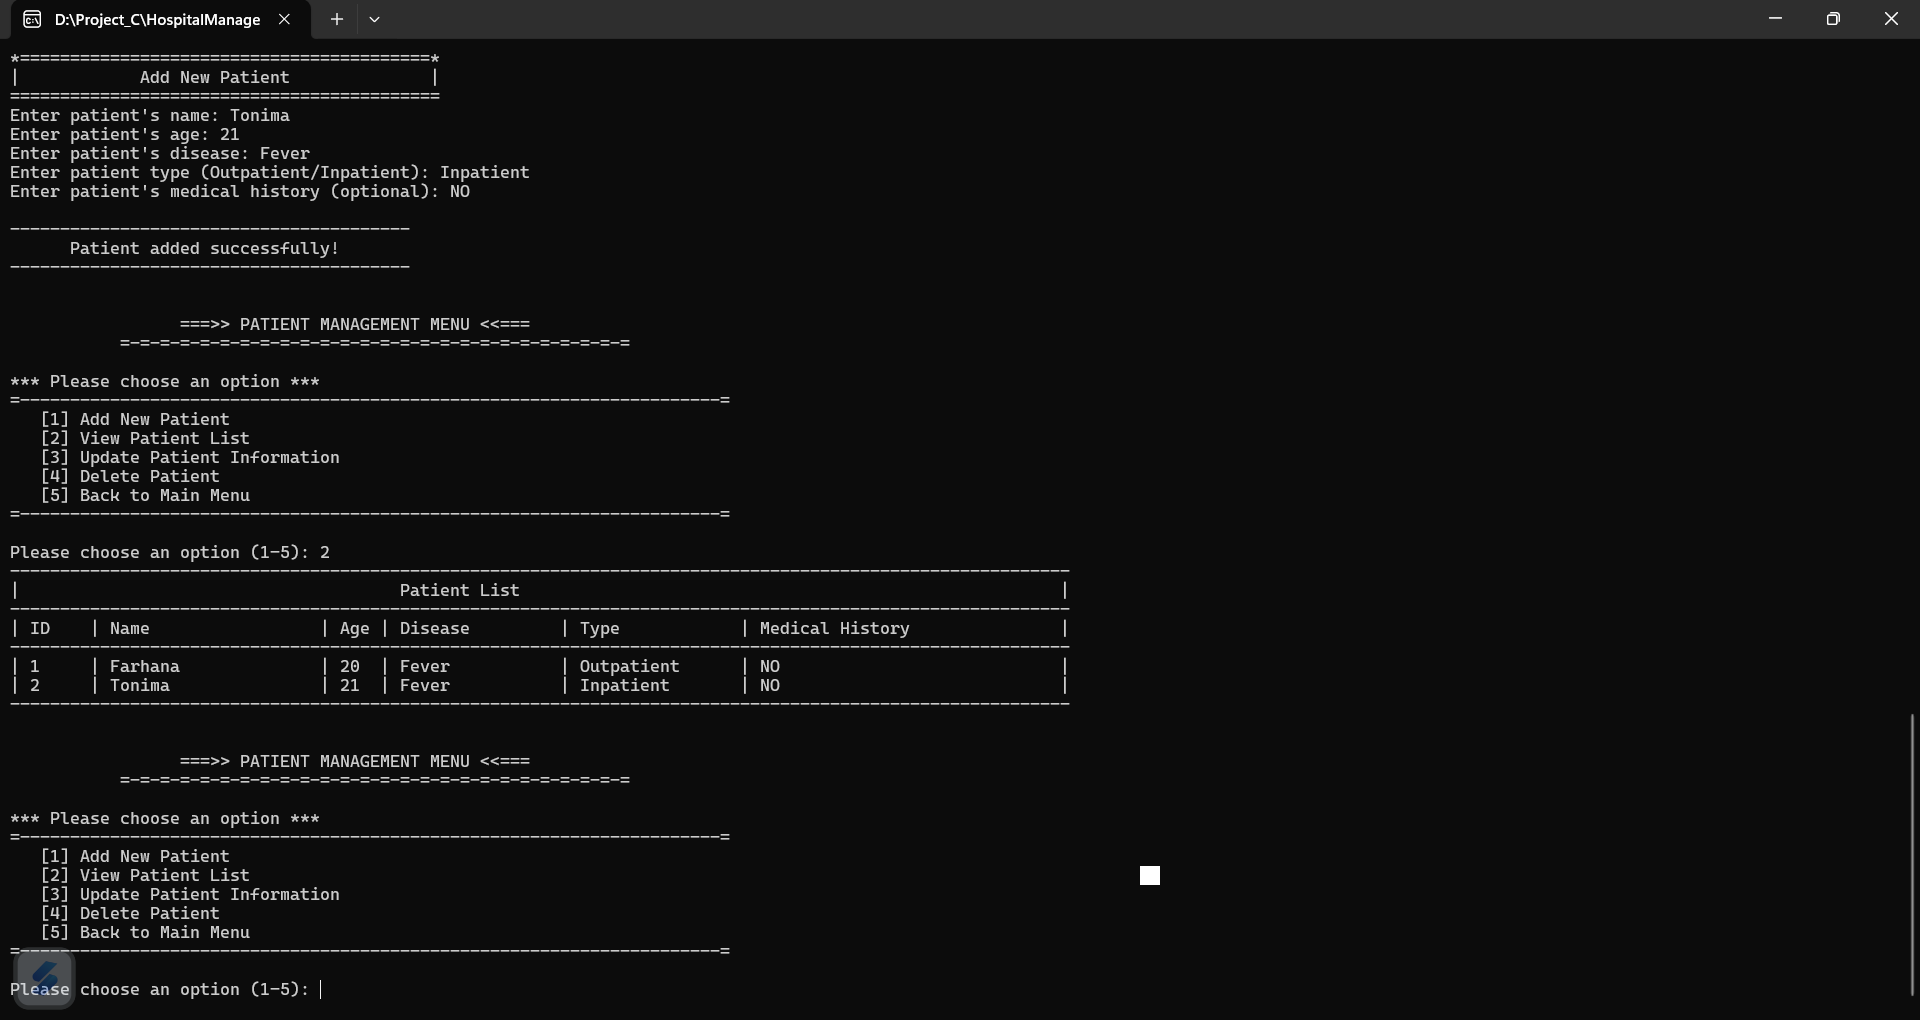 D:\Project_C\HospitalManage
*=========================================*
|            Add New Patient              |
===========================================
Enter patient's name: Tonima
Enter patient's age: 21
Enter patient's disease: Fever
Enter patient type (Outpatient/Inpatient): Inpatient
Enter patient's medical history (optional): NO
----------------------------------------
      Patient added successfully!
----------------------------------------
                 ===>> PATIENT MANAGEMENT MENU <<===
           =-=-=-=-=-=-=-=-=-=-=-=-=-=-=-=-=-=-=-=-=-=-=-=-=-=
*** Please choose an option ***
=----------------------------------------------------------------------=
   [1] Add New Patient
   [2] View Patient List
   [3] Update Patient Information
   [4] Delete Patient
   [5] Back to Main Menu
=----------------------------------------------------------------------=
Please choose an option (1-5): 2
----------------------------------------------------------------------------------------------------------
|                                      Patient List                                                      |
----------------------------------------------------------------------------------------------------------
| ID    | Name                 | Age | Disease         | Type            | Medical History               |
----------------------------------------------------------------------------------------------------------
| 1     | Farhana              | 20  | Fever           | Outpatient      | NO                            |
| 2     | Tonima               | 21  | Fever           | Inpatient       | NO                            |
----------------------------------------------------------------------------------------------------------
                 ===>> PATIENT MANAGEMENT MENU <<===
           =-=-=-=-=-=-=-=-=-=-=-=-=-=-=-=-=-=-=-=-=-=-=-=-=-=
*** Please choose an option ***
=----------------------------------------------------------------------=
   [1] Add New Patient
   [2] View Patient List
   [3] Update Patient Information
   [4] Delete Patient
   [5] Back to Main Menu
=----------------------------------------------------------------------=
Please choose an option (1-5):